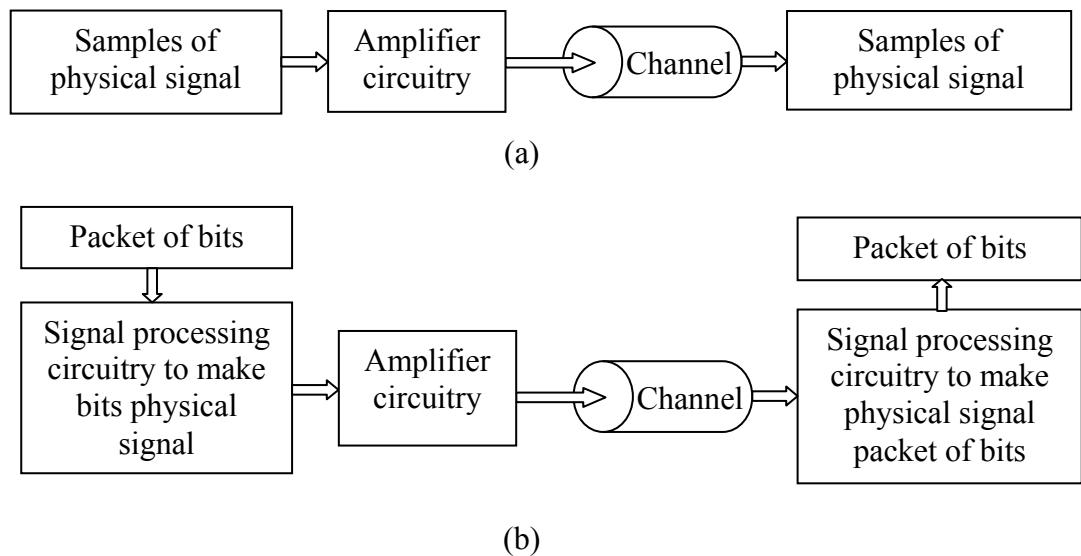 Samples of
physical signal
Amplifier
circuitry
Channel
Samples of
physical signal
(a)
Packet of bits
Signal processing
circuitry to make
bits physical
signal
Amplifier
circuitry
Channel
Packet of bits
Signal processing
circuitry to make
physical signal
packet of bits
(b)